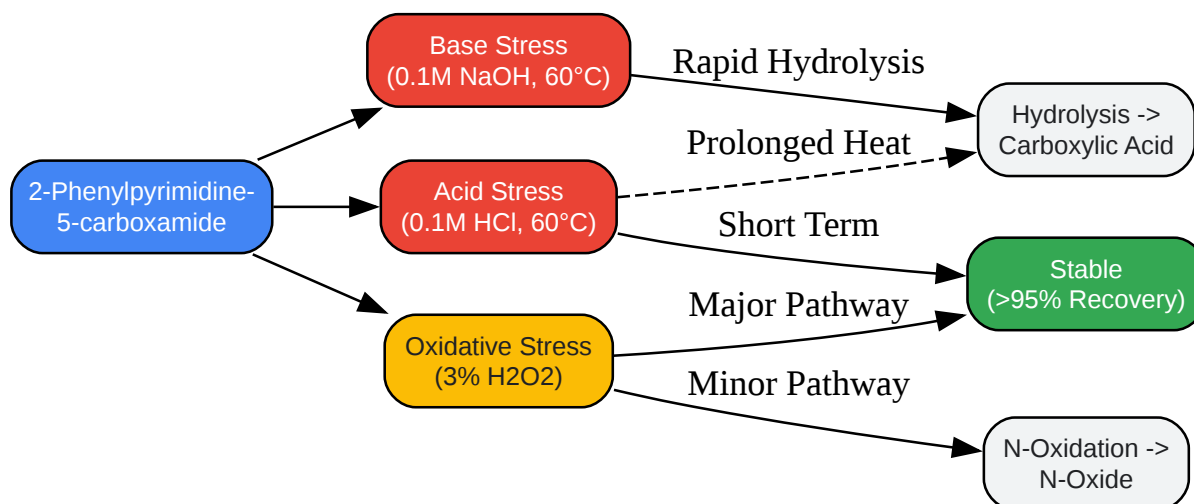 2-Phenylpyrimidine-
5-carboxamide
Base Stress
(0.1M NaOH, 60°C)
Acid Stress
(0.1M HCl, 60°C)
Oxidative Stress
(3% H2O2)
Rapid Hydrolysis
Prolonged Heat
Short Term
Major Pathway
Minor Pathway
Hydrolysis ->
Carboxylic Acid
Stable
(>95% Recovery)
N-Oxidation ->
N-Oxide